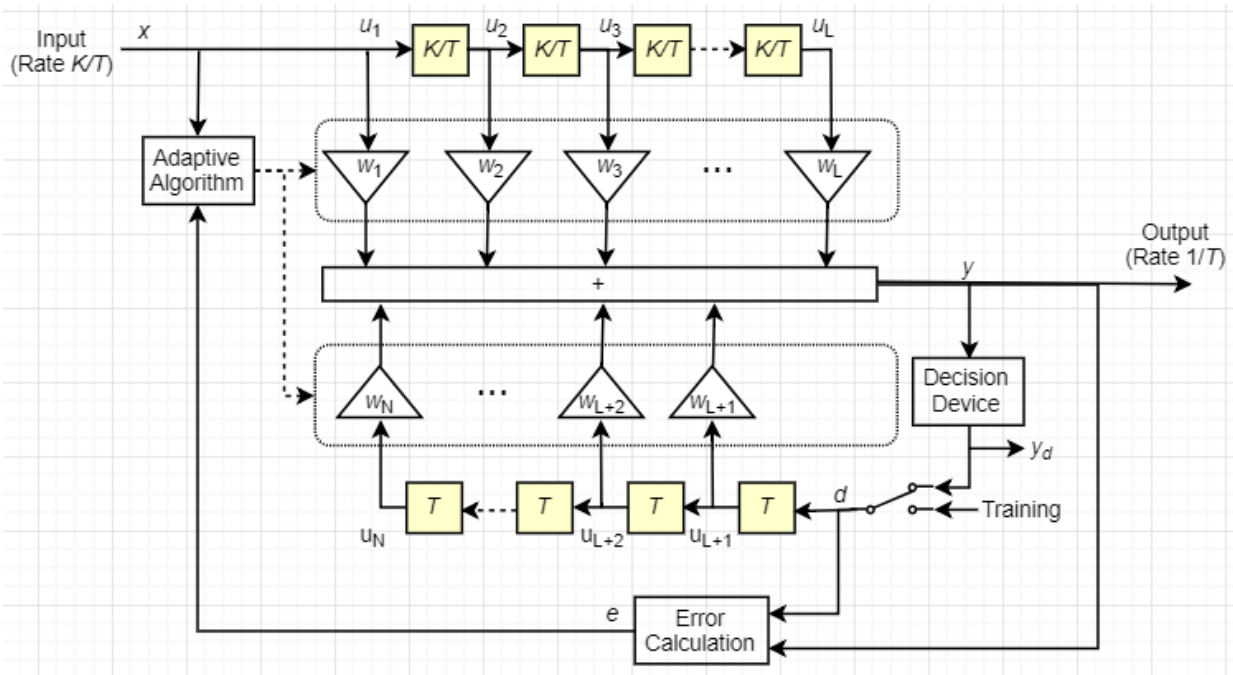 Input
(Rate K/T)
x
u1
u2
u3
uL
K/T
K/T
K/T
K/T
Adaptive
Algorithm
w1
w2
w3
...
wL
+
y
Output
(Rate 1/T)
wN
...
wL+2
wL+1
Decision
Device
yd
T
T
T
T
d
Training
uN
uL+2
uL+1
e
Error
Calculation